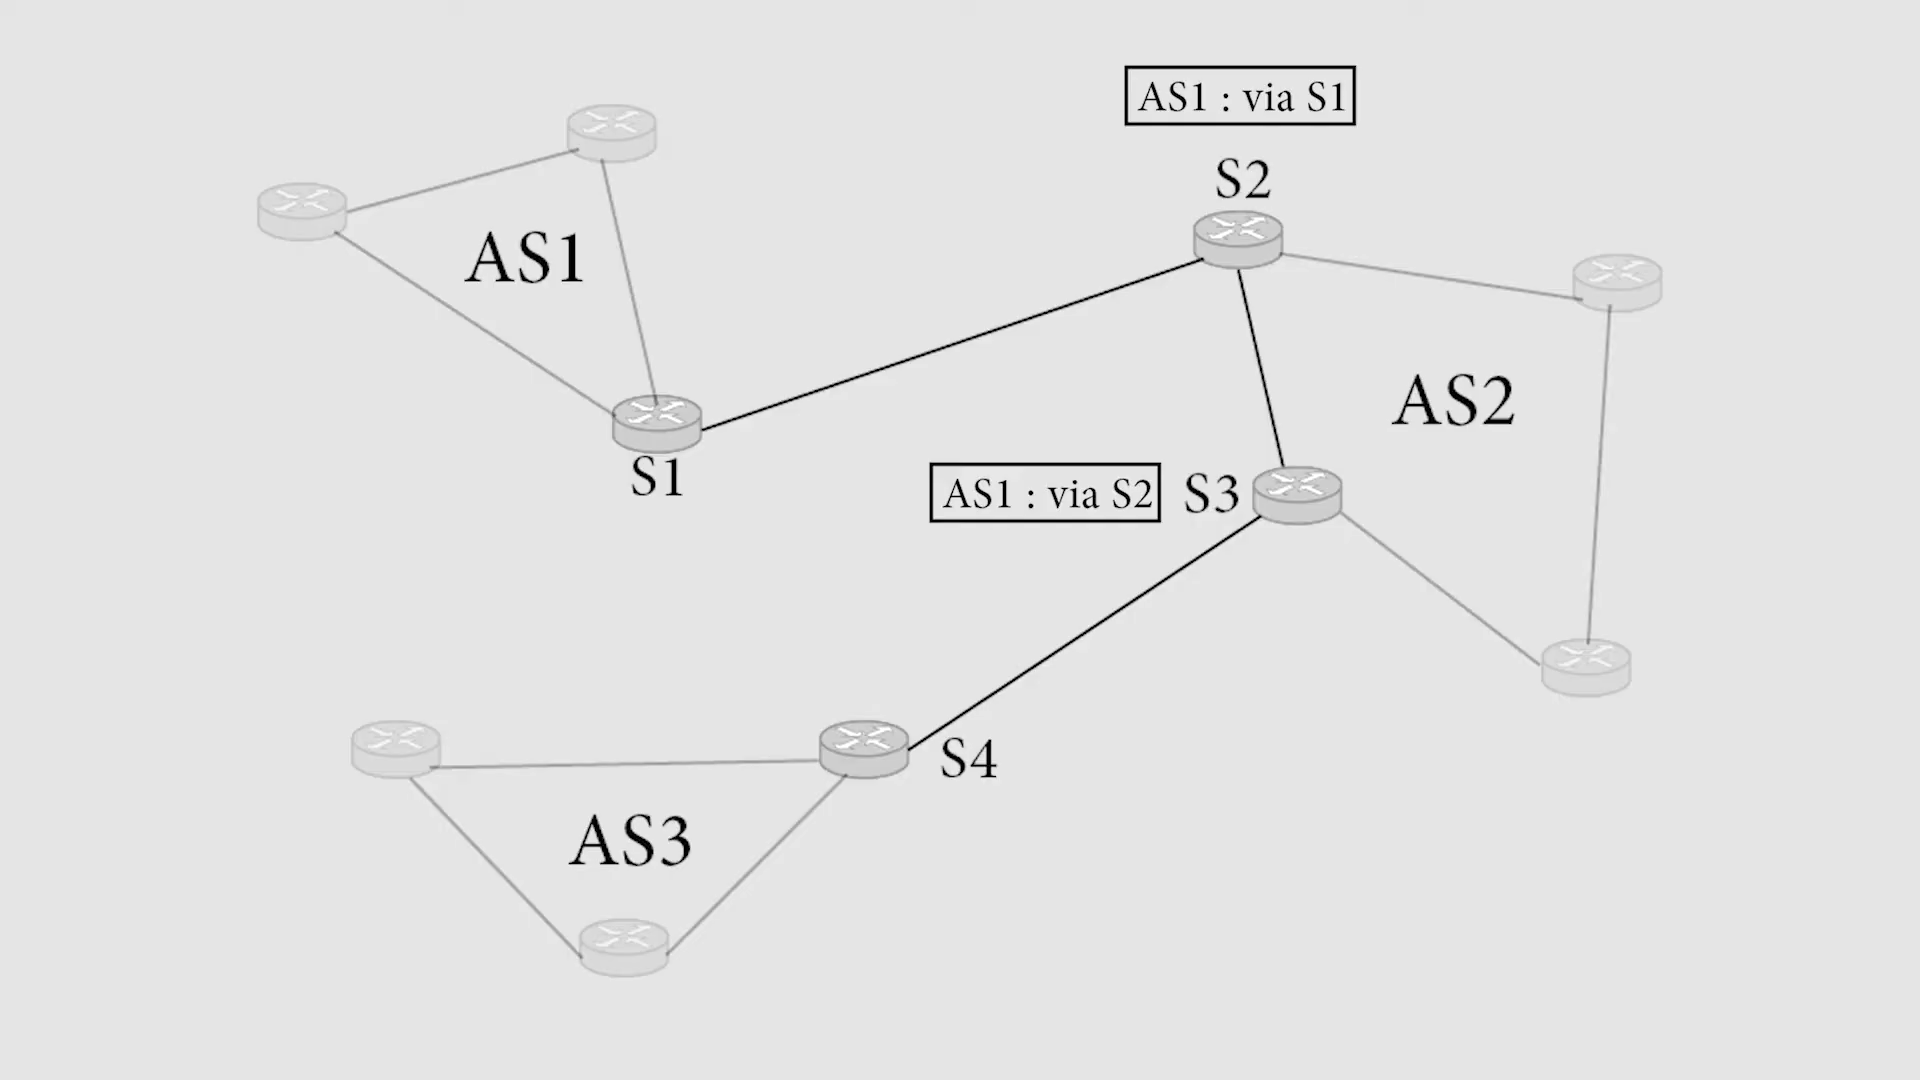 AS1 : via S1
S2
AS1
AS2
S1
AS1 : via S2
S3
S4
AS3